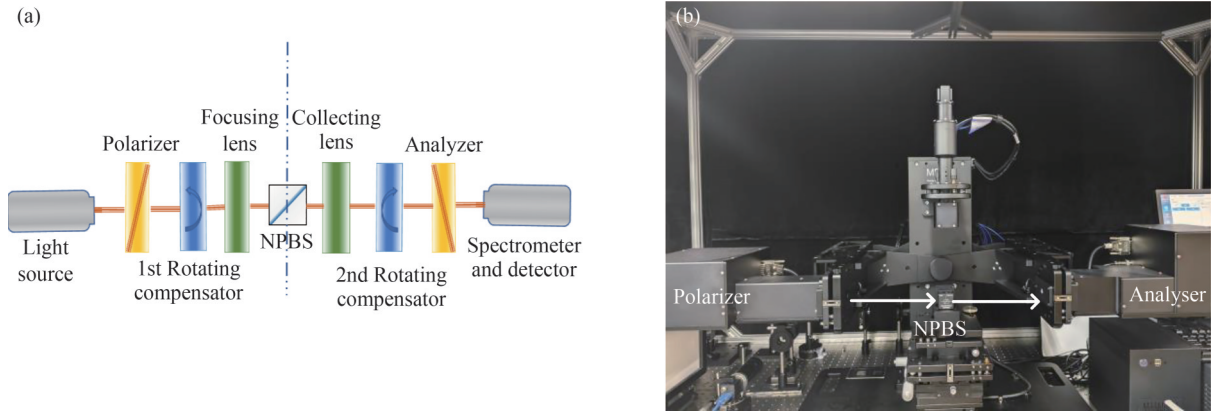 (a)
Focusing
lens
Collecting
lens
Polarizer
Analyzer
NPBS
Light
source
1st Rotating
compensator
2nd Rotating
compensator
Spectrometer
and detector
(b)
Polarizer
NPBS
Analyser